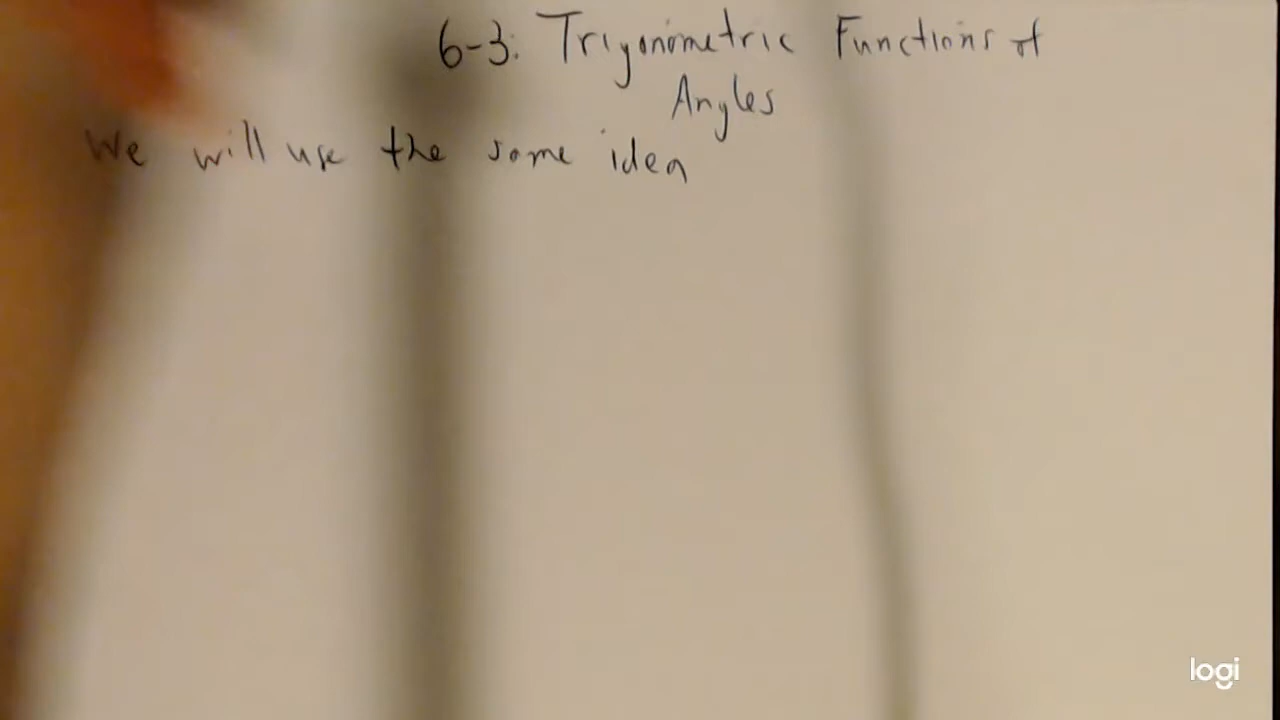 6-3: Trigonometric Functions of
Angles
We will use the same idea
logi